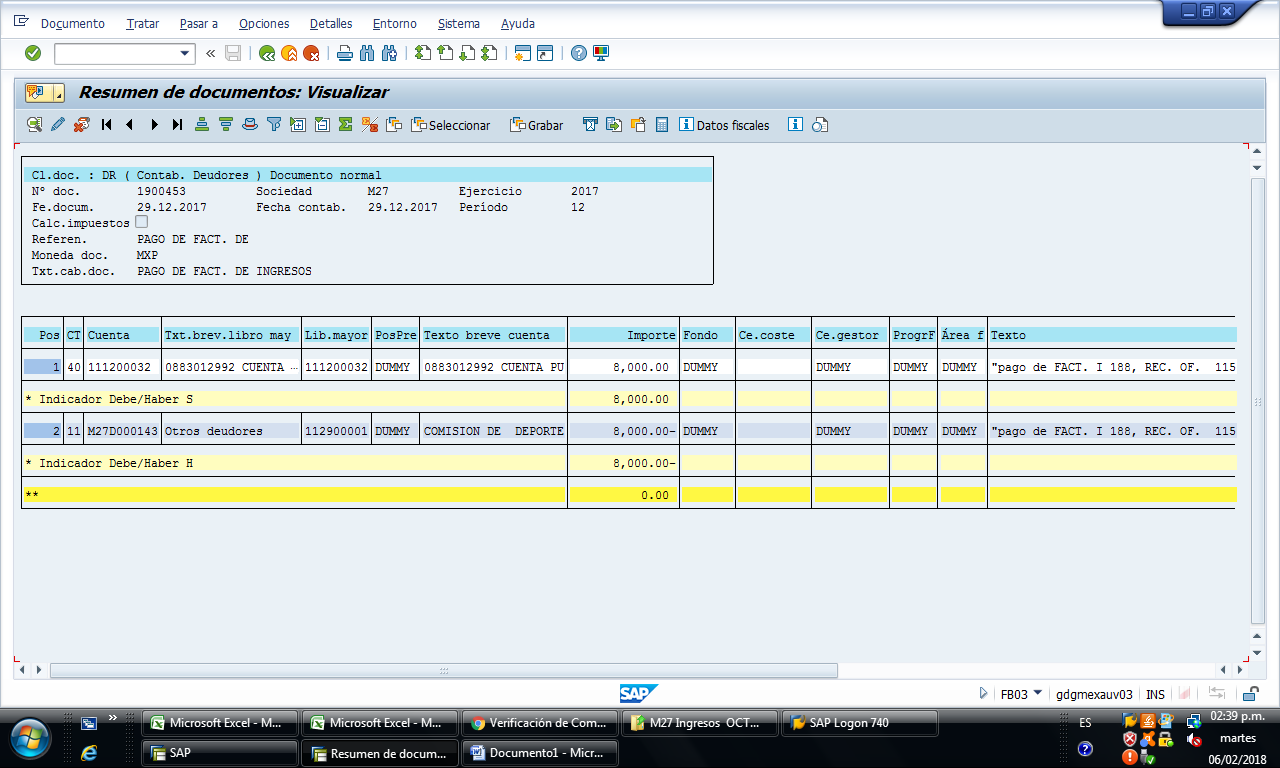 Documento Tratar Pasar a Opciones Detalles Entorno Sistema Ayuda
Resumen de documentos: Visualizar
Seleccionar Grabar Datos fiscales
Cl.doc. : DR ( Contab. Deudores ) Documento normal
Nº doc. 1900453 Sociedad M27 Ejercicio 2017
Fe.docum. 29.12.2017 Fecha contab. 29.12.2017 Período 12
Calc.impuestos
Referen. PAGO DE FACT. DE
Moneda doc. MXP
Txt.cab.doc. PAGO DE FACT. DE INGRESOS
Pos CT Cuenta Txt.brev.libro may Lib.mayor PosPre Texto breve cuenta Importe Fondo Ce.coste Ce.gestor ProgrF Área f Texto
1 40 111200032 0883012992 CUENTA … 111200032 DUMMY 0883012992 CUENTA PU 8,000.00 DUMMY DUMMY DUMMY DUMMY "pago de FACT. I 188, REC. OF. 115
* Indicador Debe/Haber S 8,000.00
2 11 M27D000143 Otros deudores 112900001 DUMMY COMISION DE DEPORTE 8,000.00- DUMMY DUMMY DUMMY DUMMY "pago de FACT. I 188, REC. OF. 115
* Indicador Debe/Haber H 8,000.00-
** 0.00
SAP FB03 gdgmexauv03 INS
Microsoft Excel - M... Microsoft Excel - M... Verificación de Com... M27 Ingresos OCT... SAP Logon 740 ES 02:39 p.m.
martes
SAP Resumen de docum... Documento1 - Micr...
06/02/2018